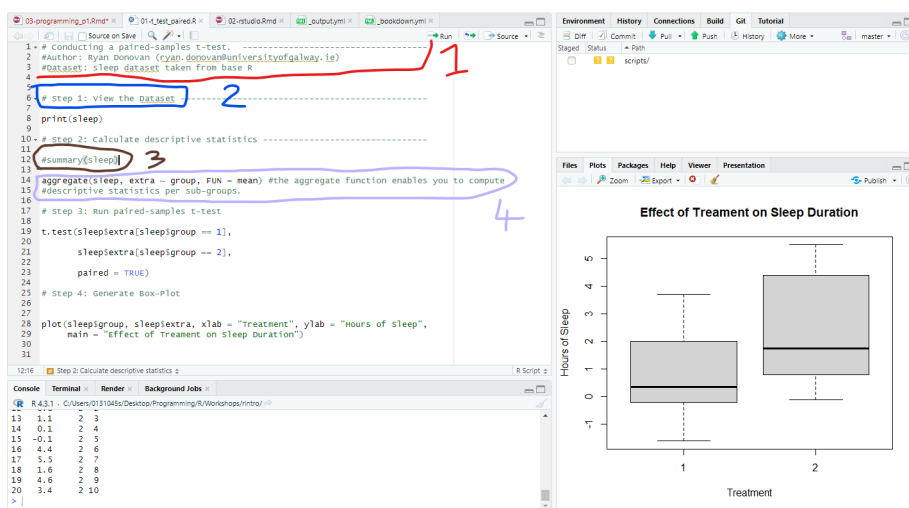 03-programming_p1.Rmd* × 01-t_test_paired.R × 02-rstudio.Rmd × _output.yml × _bookdown.yml ×
Source on Save Run Source
1 # Conducting a paired-samples t-test. ----------------------------------------
2 #Author: Ryan Donovan (ryan.donovan@universityofgalway.ie)
3 #Dataset: sleep dataset taken from base R
4
5
6 # Step 1: View the Dataset ----------------------------------------
7
8 print(sleep)
9
10 # Step 2: Calculate descriptive statistics ---------------------------------
11
12 #summary(sleep)
13
14 aggregate(sleep, extra ~ group, FUN = mean) #the aggregate function enables you to compute
15 #descriptive statistics per sub-groups.
16
17 # Step 3: Run paired-samples t-test
18
19 t.test(sleep$extra[sleep$group == 1],
20
21 sleep$extra[sleep$group == 2],
22
23 paired = TRUE)
24
25 # Step 4: Generate Box-Plot
26
27
28 plot(sleep$group, sleep$extra, xlab = "Treatment", ylab = "Hours of Sleep",
29 main = "Effect of Treament on Sleep Duration")
30
31
1
2
3
4
12:16 Step 2: Calculate descriptive statistics R Script
Console Terminal × Render × Background Jobs ×
R 4.3.1 · C:/Users/0131045s/Desktop/Programming/R/Workshops/rintro/
13 1.1 2 3
14 0.1 2 4
15 -0.1 2 5
16 4.4 2 6
17 5.5 2 7
18 1.6 2 8
19 4.6 2 9
20 3.4 2 10
>
Environment History Connections Build Git Tutorial
Diff Commit Pull Push History More master
Staged Status Path
? ? scripts/
Files Plots Packages Help Viewer Presentation
Zoom Export Publish
Effect of Treament on Sleep Duration
Hours of Sleep
5
4
3
2
1
0
-1
1 2
Treatment